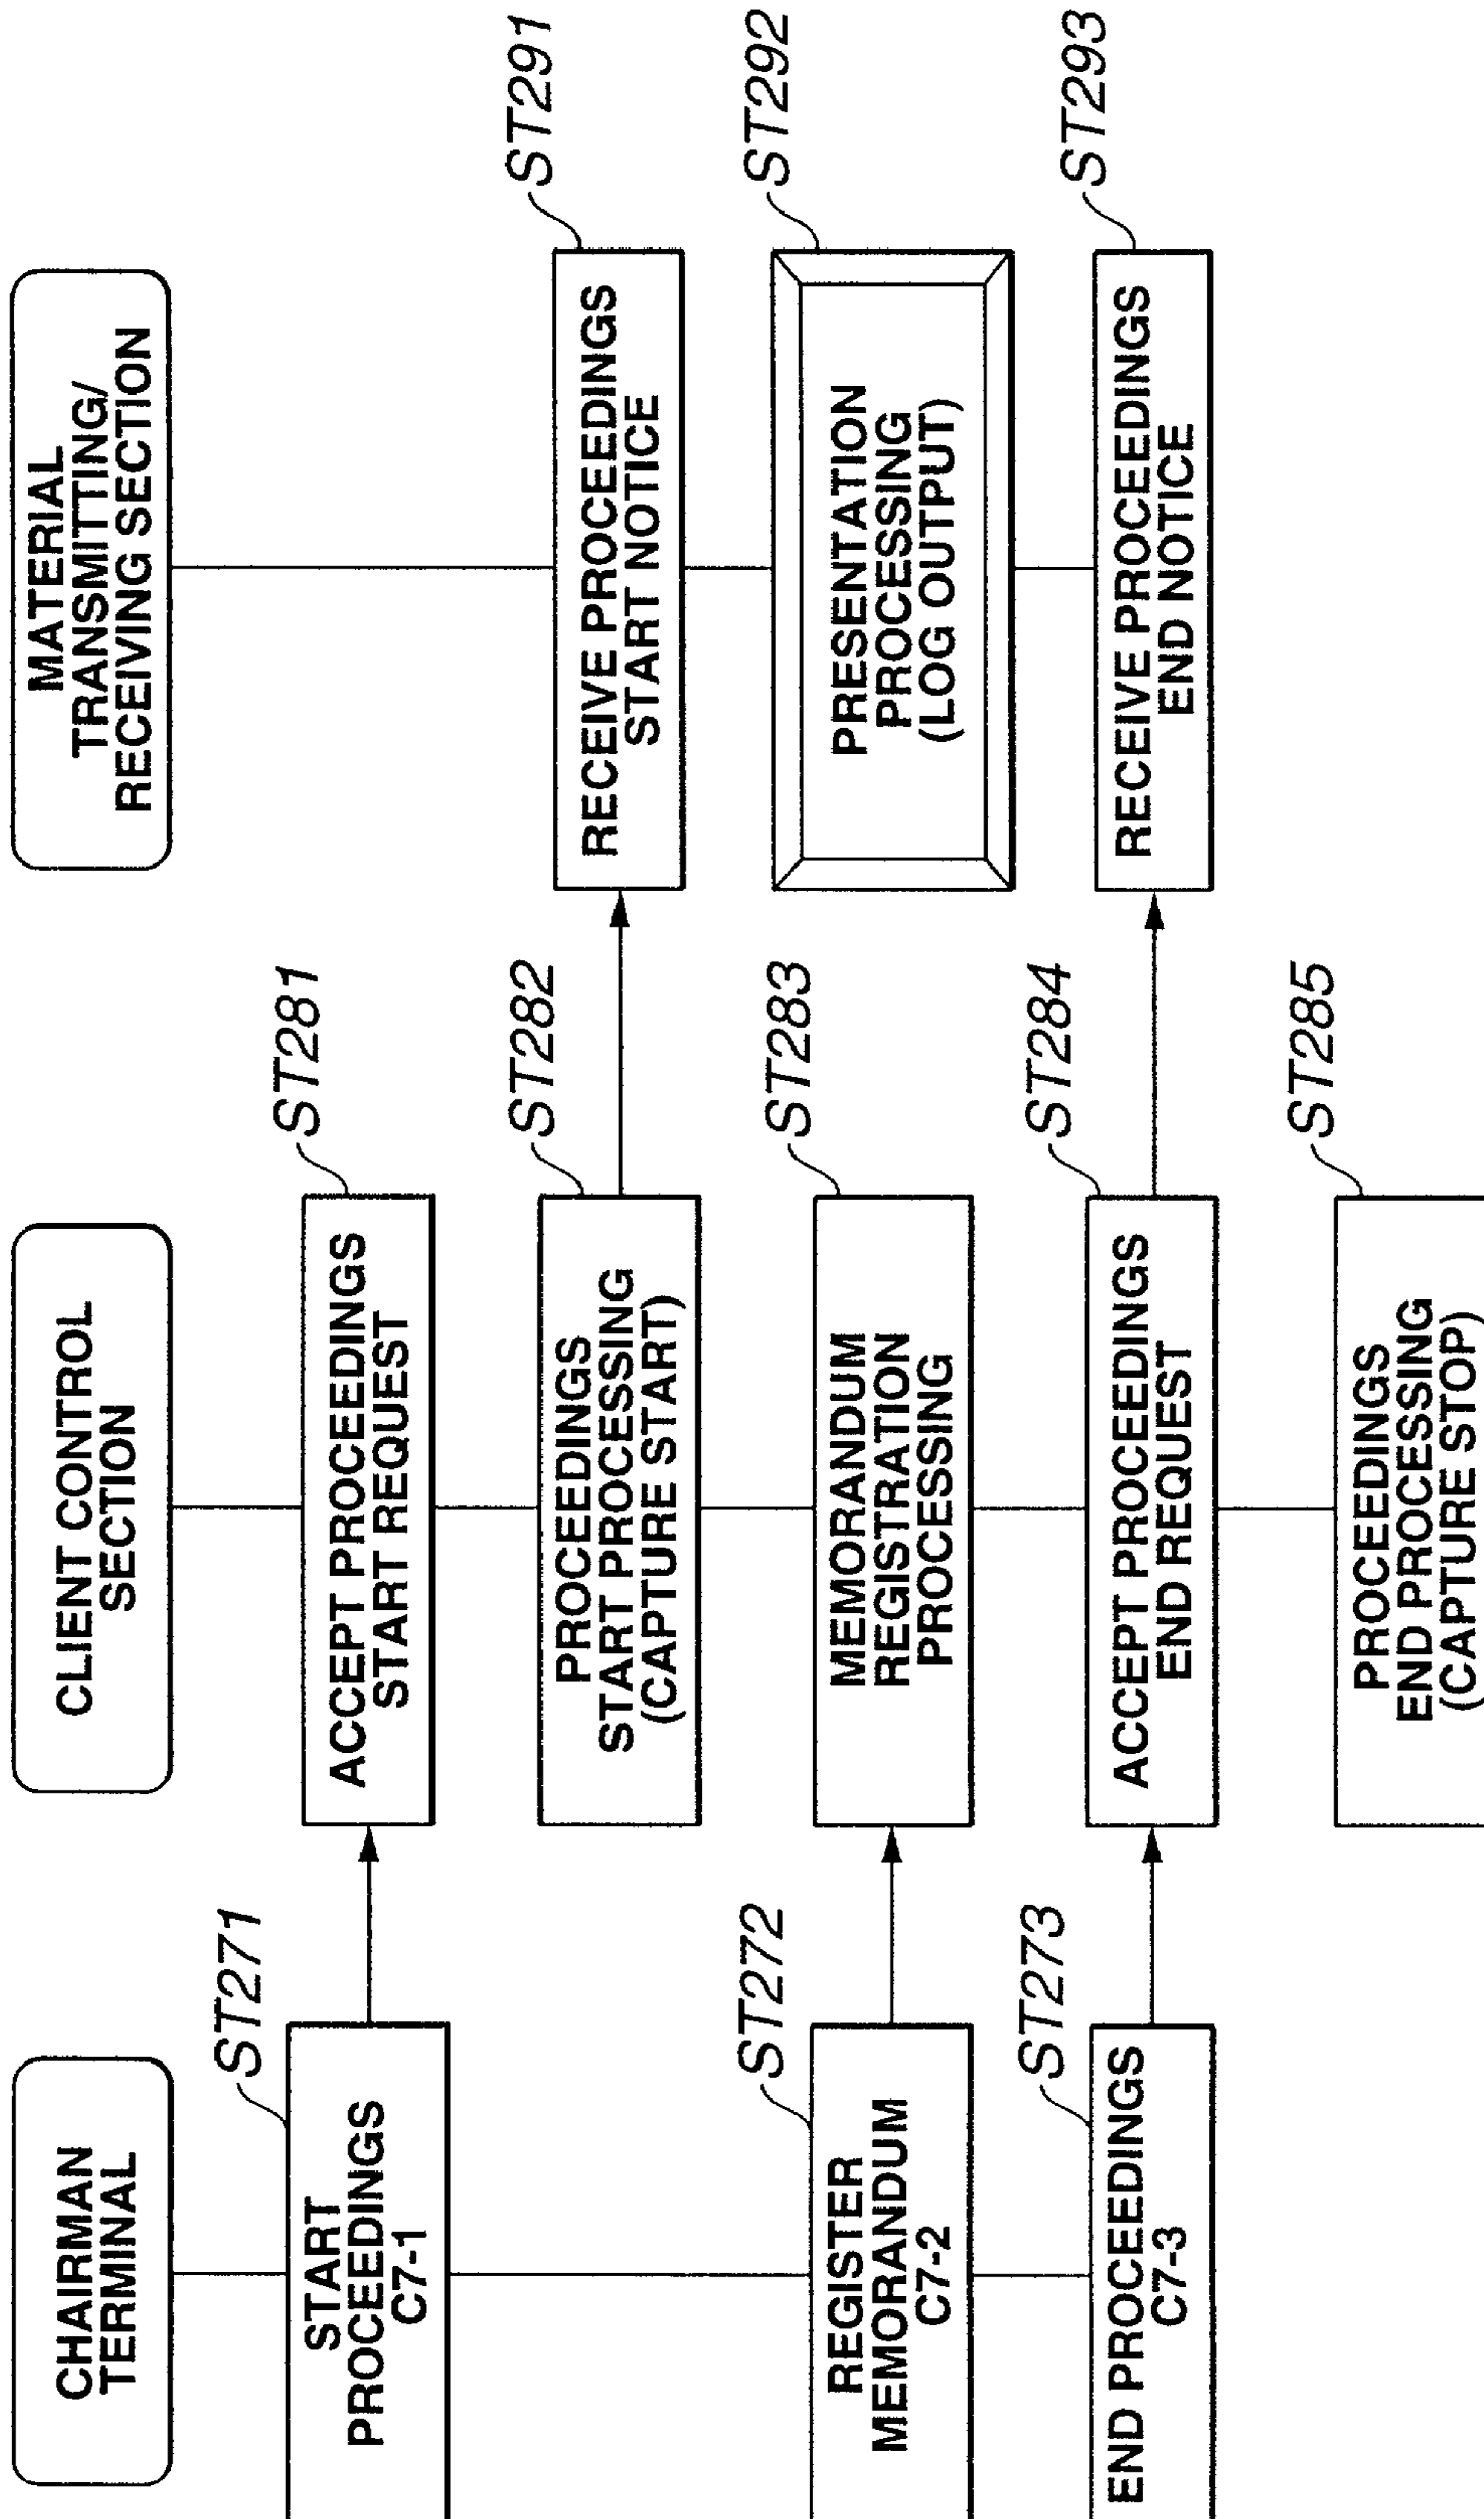 CHAIRMAN
TERMINAL
ST271
START
PROCEEDINGS
C7-1
ST272
REGISTER
MEMORANDUM
C7-2
ST273
END PROCEEDINGS
C7-3
CLIENT CONTROL
SECTION
ST281
ACCEPT PROCEEDINGS
START REQUEST
ST282
PROCEEDINGS
START PROCESSING
(CAPTURE START)
ST283
MEMORANDUM
REGISTRATION
PROCESSING
ST284
ACCEPT PROCEEDINGS
END REQUEST
ST285
PROCEEDINGS
END PROCESSING
(CAPTURE STOP)
MATERIAL
TRANSMITTING/
RECEIVING SECTION
ST291
RECEIVE PROCEEDINGS
START NOTICE
ST292
PRESENTATION
PROCESSING
(LOG OUTPUT)
ST293
RECEIVE PROCEEDINGS
END NOTICE